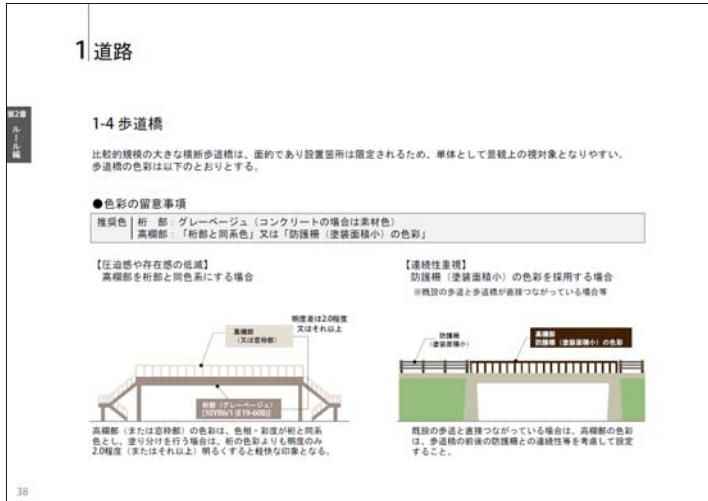 1 道路
第2章
ルール編
1-4 歩道橋
比較的規模の大きな横断歩道橋は、面的であり設置箇所は限定されるため、単体として景観上の視対象となりやすい。
歩道橋の色彩は以下のとおりとする。
●色彩の留意事項
推奨色 桁　部：グレーベージュ（コンクリートの場合は素材色）
高欄部：「桁部と同系色」又は「防護柵（塗装面積小）の色彩」
【圧迫感や存在感の低減】
高欄部を桁部と同色系にする場合
明度差は2.0程度
又はそれ以上
高欄部
（又は窓枠部）
桁部（グレーベージュ）
[10YR6/1 (E19-60B)]
高欄部（または窓枠部）の色彩は、色相・彩度が桁と同系
色とし、塗り分けを行う場合は、桁の色彩よりも明度のみ
2.0程度（またはそれ以上）明るくすると軽快な印象となる。
【連続性重視】
防護柵（塗装面積小）の色彩を採用する場合
※既設の歩道と歩道橋が直接つながっている場合等
防護柵
（塗装面積小）
高欄部
防護柵（塗装面積小）の色彩
既設の歩道と直接つながっている場合は、高欄部の色彩
は、歩道橋の前後の防護柵との連続性等を考慮して設定
すること。
38